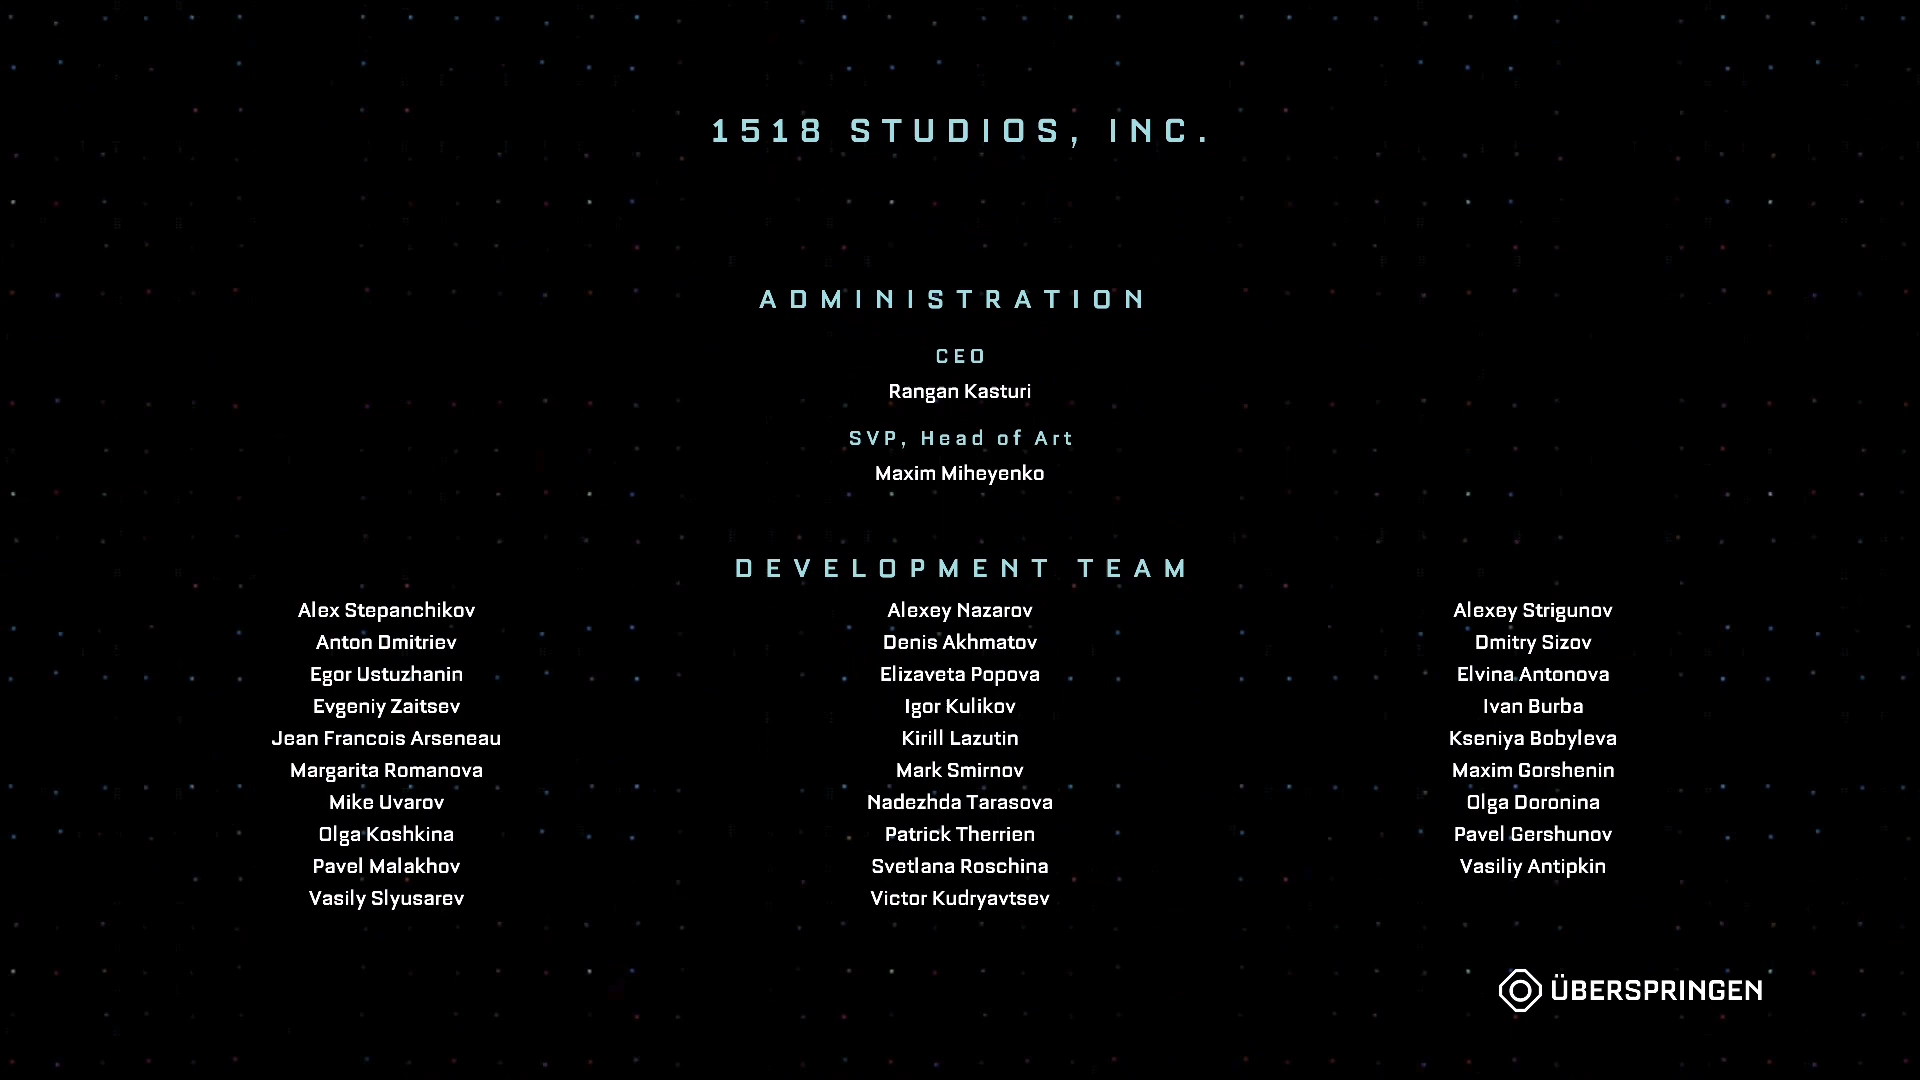 1518 STUDIOS, INC.
ADMINISTRATION
CEO
Rangan Kasturi
SVP, Head of Art
Maxim Miheyenko
DEVELOPMENT TEAM
Alex Stepanchikov Alexey Nazarov Alexey Strigunov
Anton Dmitriev Denis Akhmatov Dmitry Sizov
Egor Ustuzhanin Elizaveta Popova Elvina Antonova
Evgeniy Zaitsev Igor Kulikov Ivan Burba
Jean Francois Arseneau Kirill Lazutin Kseniya Bobyleva
Margarita Romanova Mark Smirnov Maxim Gorshenin
Mike Uvarov Nadezhda Tarasova Olga Doronina
Olga Koshkina Patrick Therrien Pavel Gershunov
Pavel Malakhov Svetlana Roschina Vasiliy Antipkin
Vasily Slyusarev Victor Kudryavtsev
ÜBERSPRINGEN